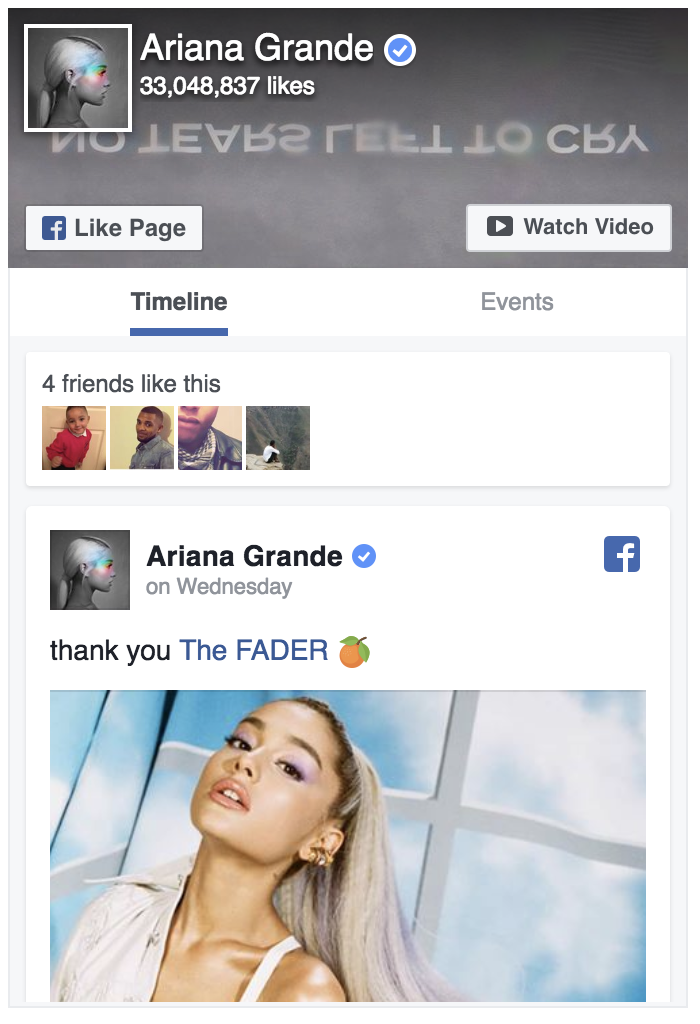 Ariana Grande
33,048,837 likes
NO TEARS LEFT TO CRY
Like Page
Watch Video
Timeline
Events
4 friends like this
Ariana Grande
on Wednesday
thank you The FADER 🍊